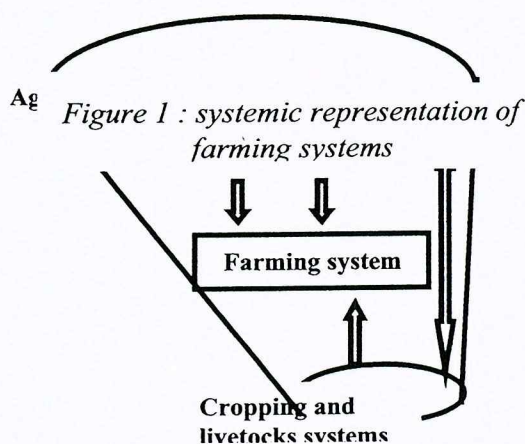 Ag
Figure 1 : systemic representation of
farming systems
Farming system
Cropping and
livetocks systems